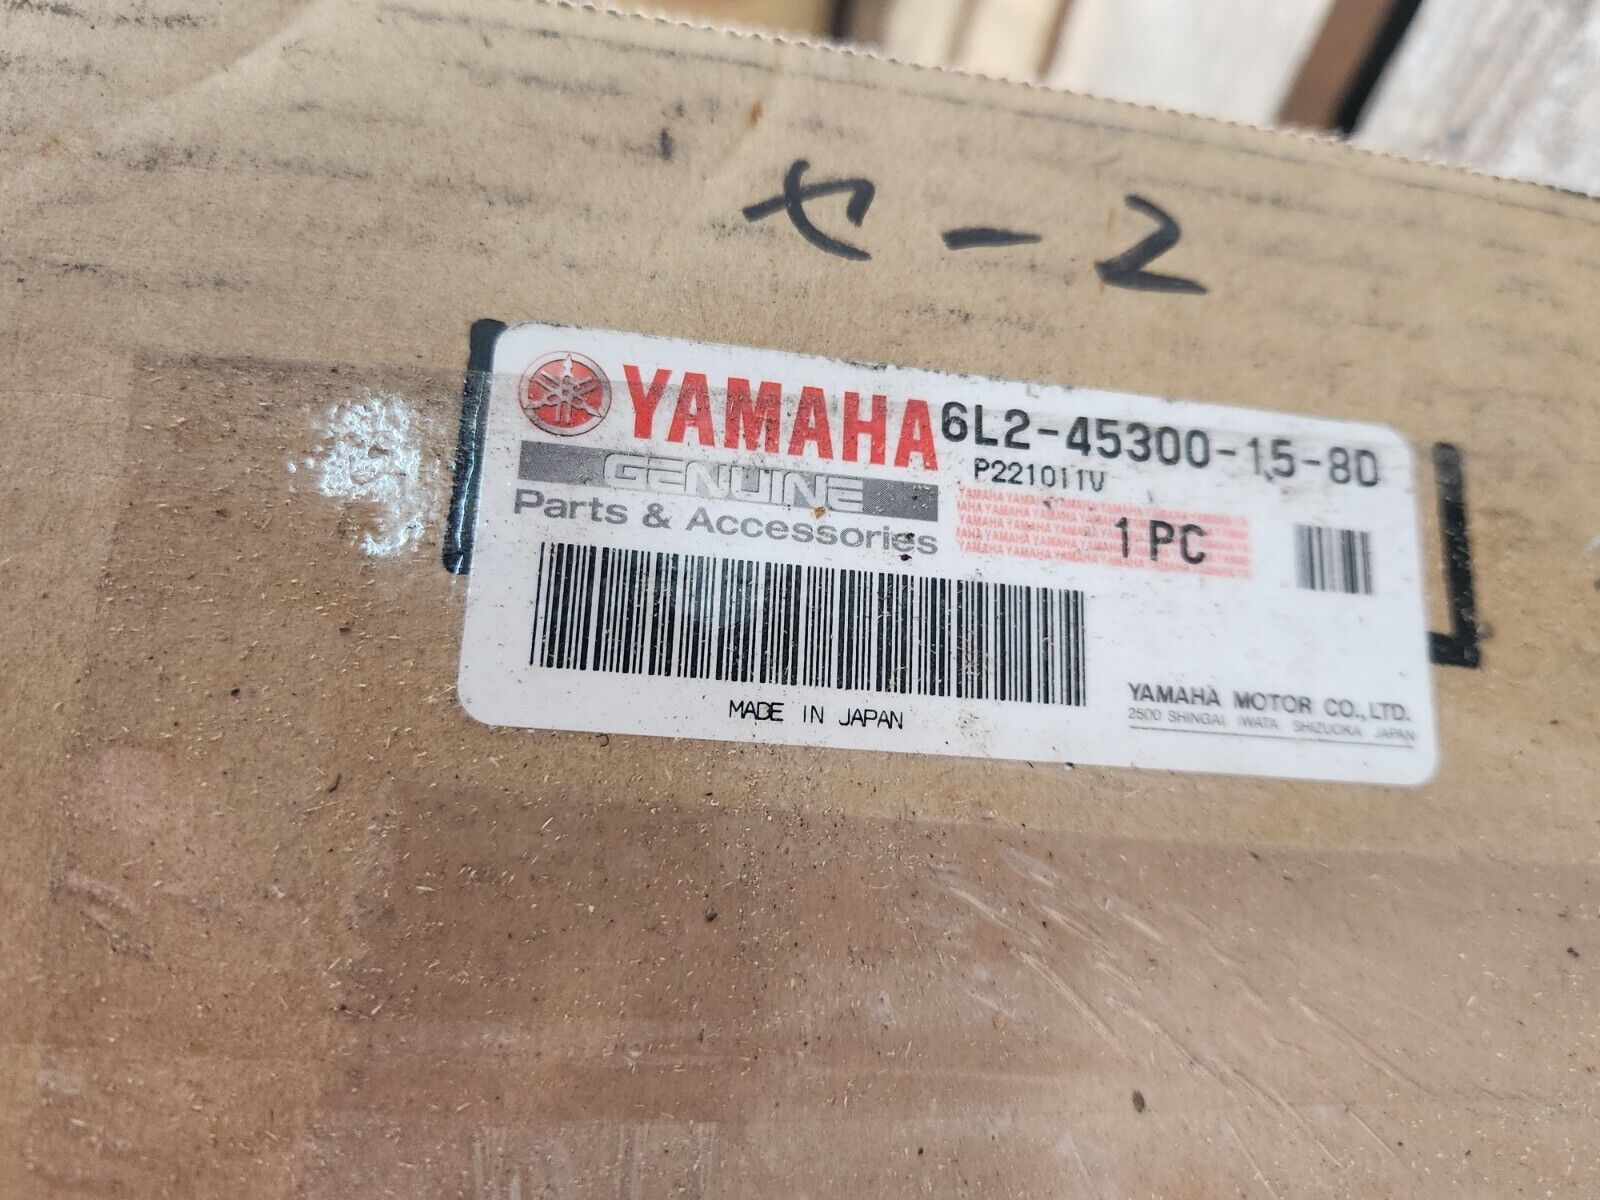 セ-2
YAMAHA
6L2-45300-15-8D
P221011V
GENUINE
Parts & Accessories
1 PC
MADE IN JAPAN
YAMAHA MOTOR CO.,LTD.
2500 SHINGAI IWATA SHIZUOKA JAPAN